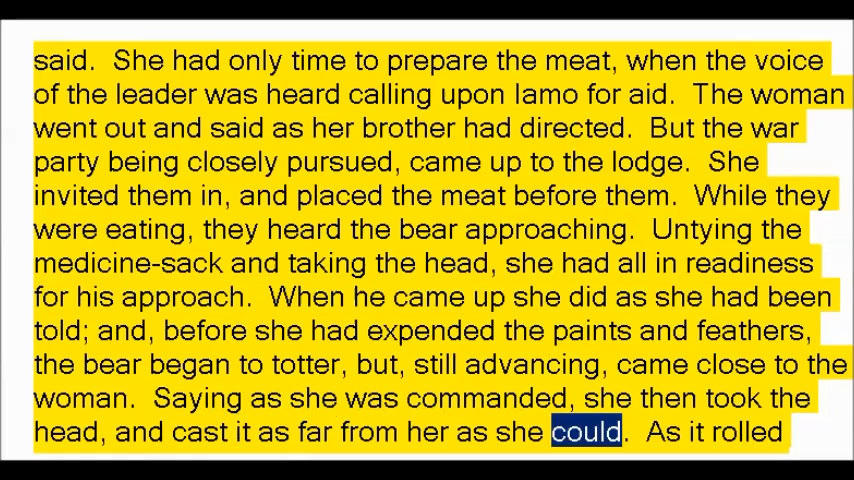 said.  She had only time to prepare the meat, when the voice
of the leader was heard calling upon Iamo for aid.  The woman
went out and said as her brother had directed.  But the war
party being closely pursued, came up to the lodge.  She
invited them in, and placed the meat before them.  While they
were eating, they heard the bear approaching.  Untying the
medicine-sack and taking the head, she had all in readiness
for his approach.  When he came up she did as she had been
told; and, before she had expended the paints and feathers,
the bear began to totter, but, still advancing, came close to the
woman.  Saying as she was commanded, she then took the
head, and cast it as far from her as she could.  As it rolled